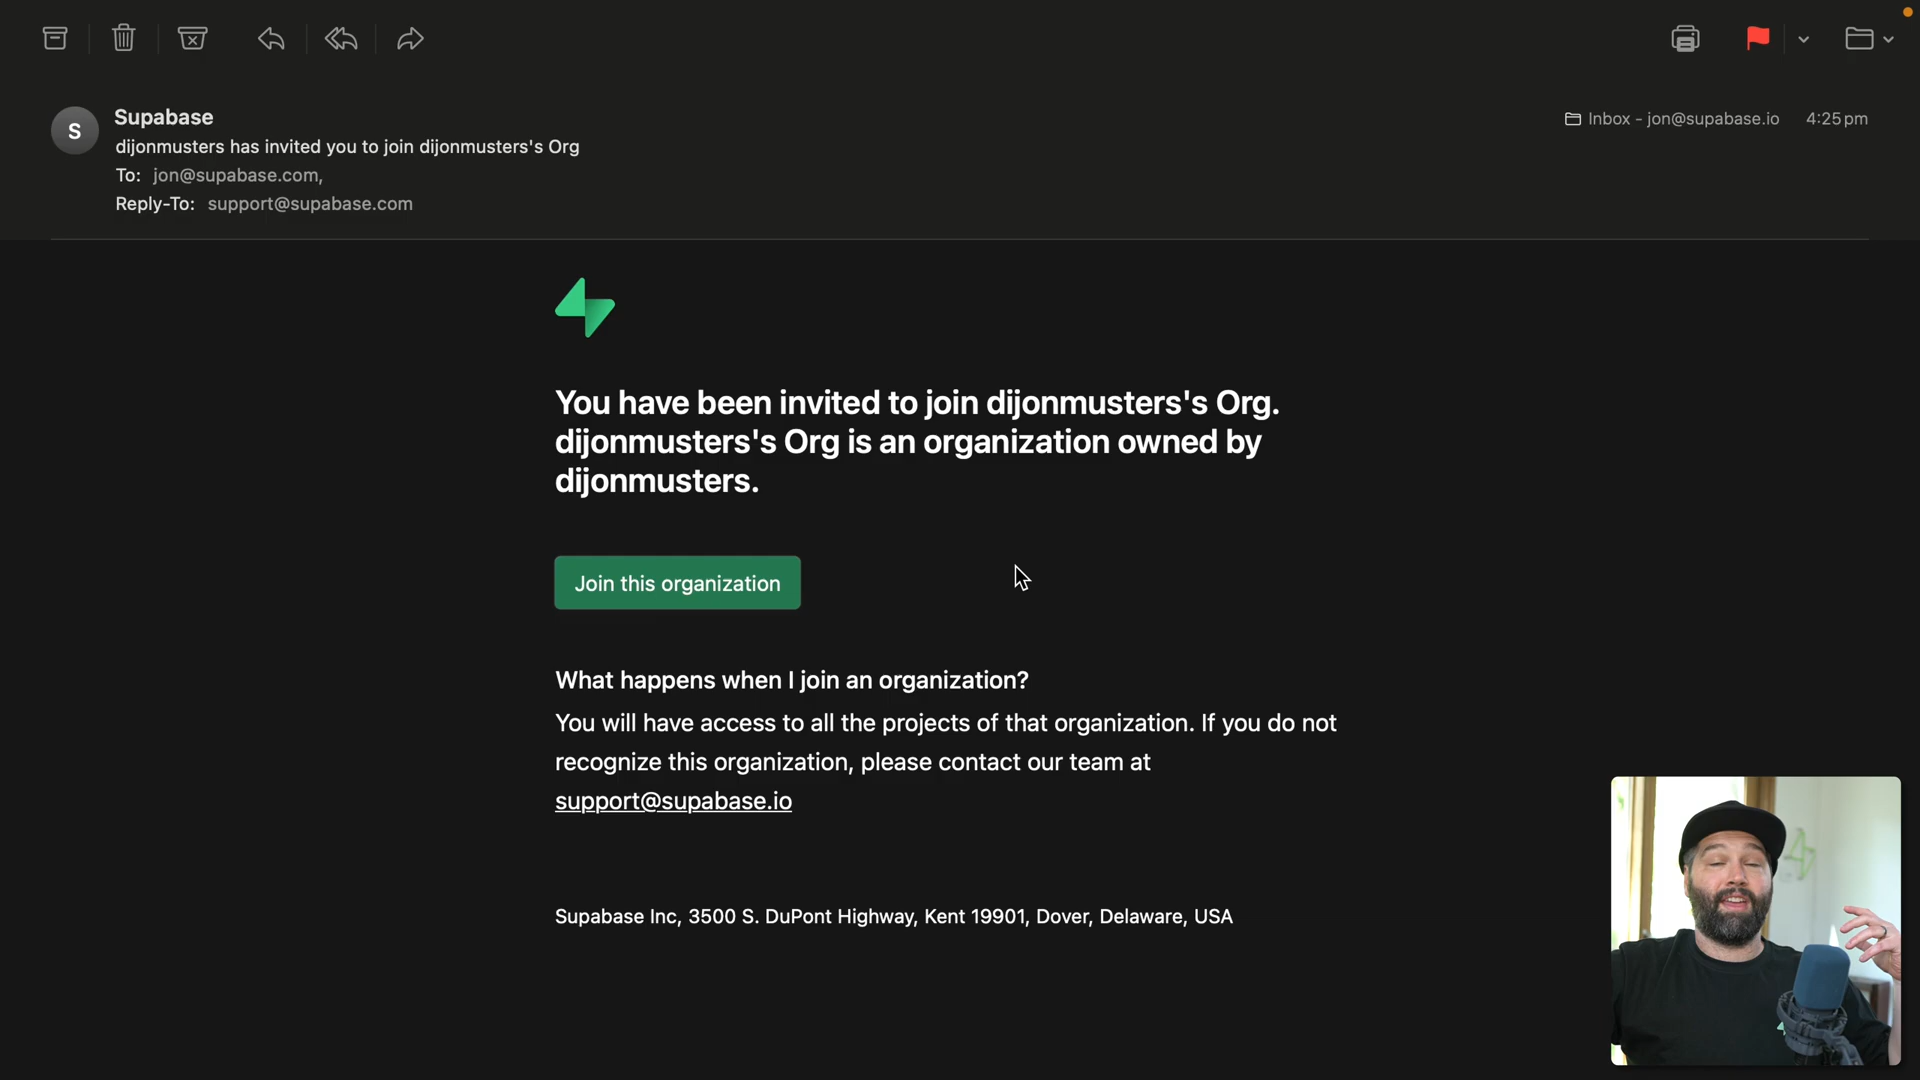 S
Supabase
dijonmusters has invited you to join dijonmusters's Org
To: jon@supabase.com,
Reply-To: support@supabase.com
Inbox - jon@supabase.io 4:25 pm
You have been invited to join dijonmusters's Org.
dijonmusters's Org is an organization owned by
dijonmusters.
Join this organization
What happens when I join an organization?
You will have access to all the projects of that organization. If you do not
recognize this organization, please contact our team at
support@supabase.io
Supabase Inc, 3500 S. DuPont Highway, Kent 19901, Dover, Delaware, USA